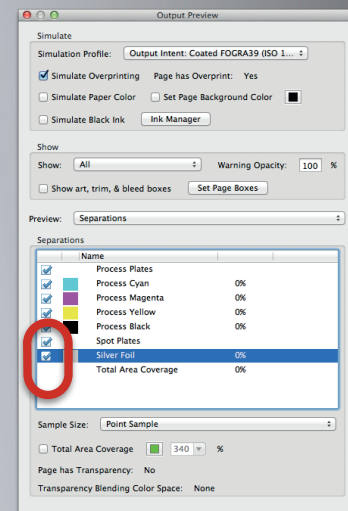 Output Preview
Simulate
Simulation Profile: Output Intent: Coated FOGRA39 (ISO 1...
Simulate Overprinting Page has Overprint: Yes
Simulate Paper Color Set Page Background Color
Simulate Black Ink Ink Manager
Show
Show: All Warning Opacity: 100 %
Show art, trim, & bleed boxes Set Page Boxes
Preview: Separations
Separations
Name
Process Plates
Process Cyan 0%
Process Magenta 0%
Process Yellow 0%
Process Black 0%
Spot Plates
Silver Foil 0%
Total Area Coverage 0%
Sample Size: Point Sample
Total Area Coverage 340 %
Page has Transparency: No
Transparency Blending Color Space: None